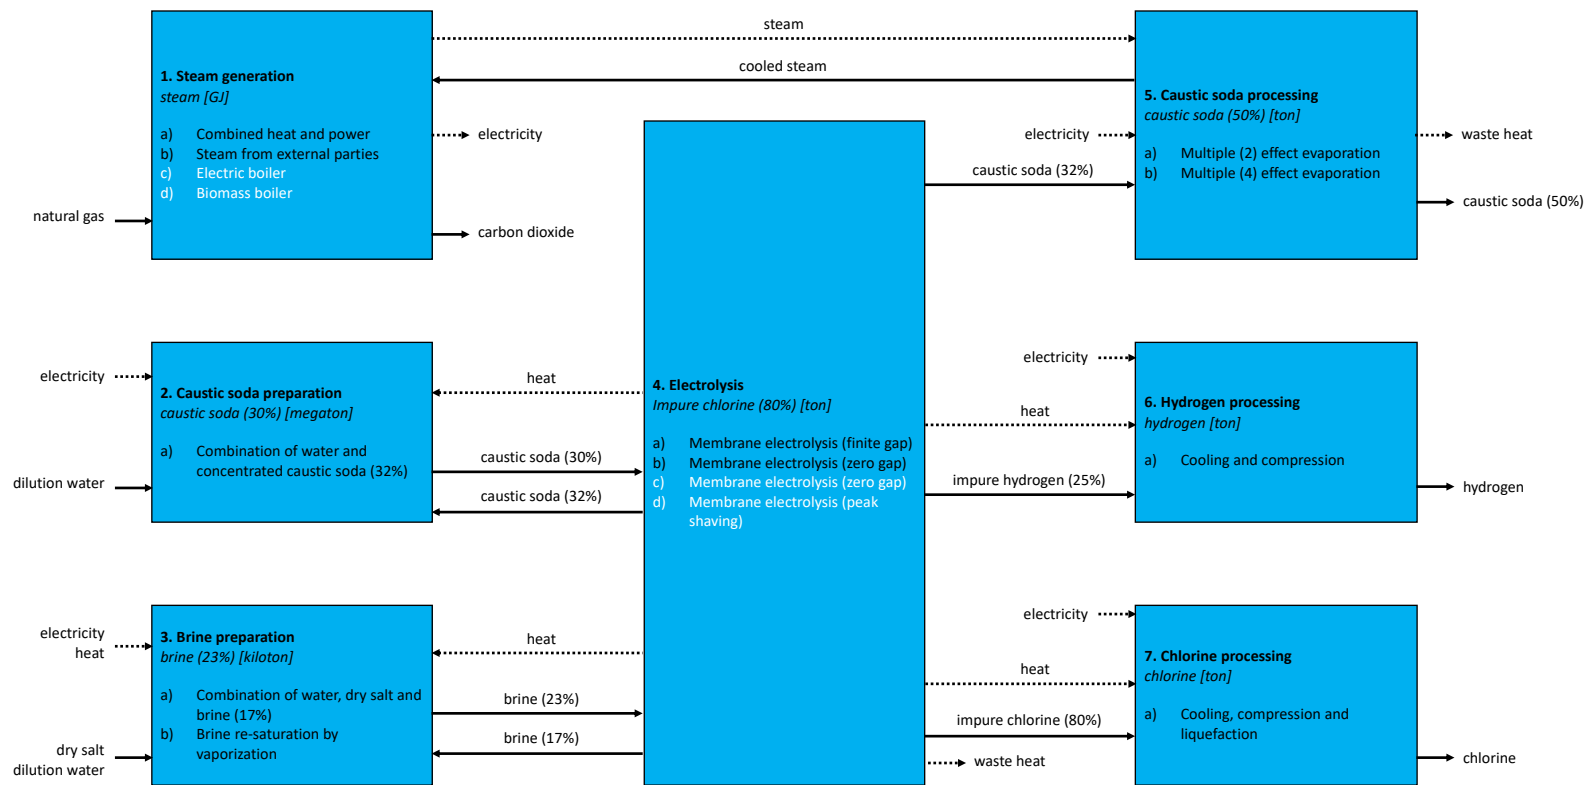 steam
cooled steam
1. Steam generation
steam [GJ]
a) Combined heat and power
b) Steam from external parties
c) Electric boiler
d) Biomass boiler
natural gas
electricity
carbon dioxide
5. Caustic soda processing
caustic soda (50%) [ton]
a) Multiple (2) effect evaporation
b) Multiple (4) effect evaporation
electricity
caustic soda (32%)
waste heat
caustic soda (50%)
2. Caustic soda preparation
caustic soda (30%) [megaton]
a) Combination of water and
concentrated caustic soda (32%)
electricity
dilution water
heat
caustic soda (30%)
caustic soda (32%)
4. Electrolysis
Impure chlorine (80%) [ton]
a) Membrane electrolysis (finite gap)
b) Membrane electrolysis (zero gap)
c) Membrane electrolysis (zero gap)
d) Membrane electrolysis (peak
shaving)
electricity
heat
impure hydrogen (25%)
6. Hydrogen processing
hydrogen [ton]
a) Cooling and compression
hydrogen
3. Brine preparation
brine (23%) [kiloton]
a) Combination of water, dry salt and
brine (17%)
b) Brine re-saturation by
vaporization
electricity
heat
dry salt
dilution water
heat
brine (23%)
brine (17%)
electricity
heat
impure chlorine (80%)
waste heat
7. Chlorine processing
chlorine [ton]
a) Cooling, compression and
liquefaction
chlorine